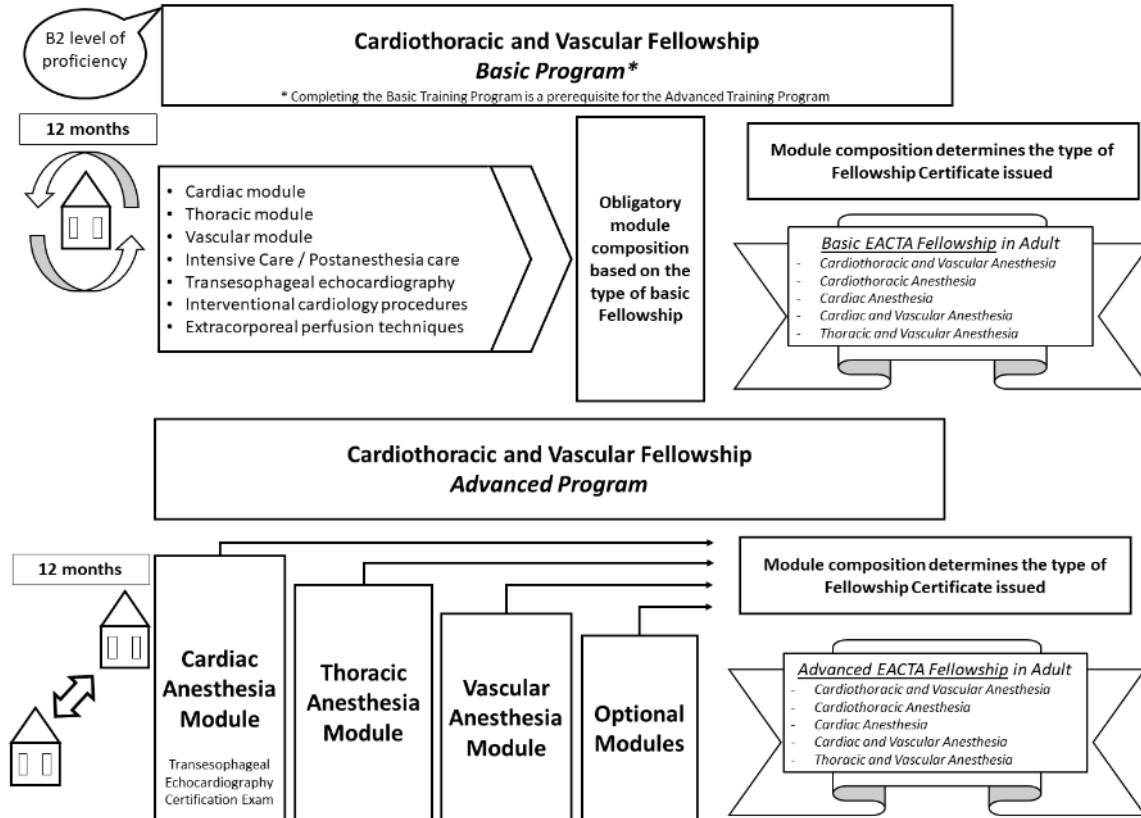 B2 level of
proficiency
Cardiothoracic and Vascular Fellowship
Basic Program*
* Completing the Basic Training Program is a prerequisite for the Advanced Training Program
12 months
• Cardiac module
• Thoracic module
• Vascular module
• Intensive Care / Postanesthesia care
• Transesophageal echocardiography
• Interventional cardiology procedures
• Extracorporeal perfusion techniques
Obligatory
module
composition
based on the
type of basic
Fellowship
Module composition determines the type of
Fellowship Certificate issued
Basic EACTA Fellowship in Adult
- Cardiothoracic and Vascular Anesthesia
- Cardiothoracic Anesthesia
- Cardiac Anesthesia
- Cardiac and Vascular Anesthesia
- Thoracic and Vascular Anesthesia
Cardiothoracic and Vascular Fellowship
Advanced Program
12 months
Cardiac
Anesthesia
Module
Transesophageal
Echocardiography
Certification Exam
Thoracic
Anesthesia
Module
Vascular
Anesthesia
Module
Optional
Modules
Module composition determines the type of
Fellowship Certificate issued
Advanced EACTA Fellowship in Adult
- Cardiothoracic and Vascular Anesthesia
- Cardiothoracic Anesthesia
- Cardiac Anesthesia
- Cardiac and Vascular Anesthesia
- Thoracic and Vascular Anesthesia